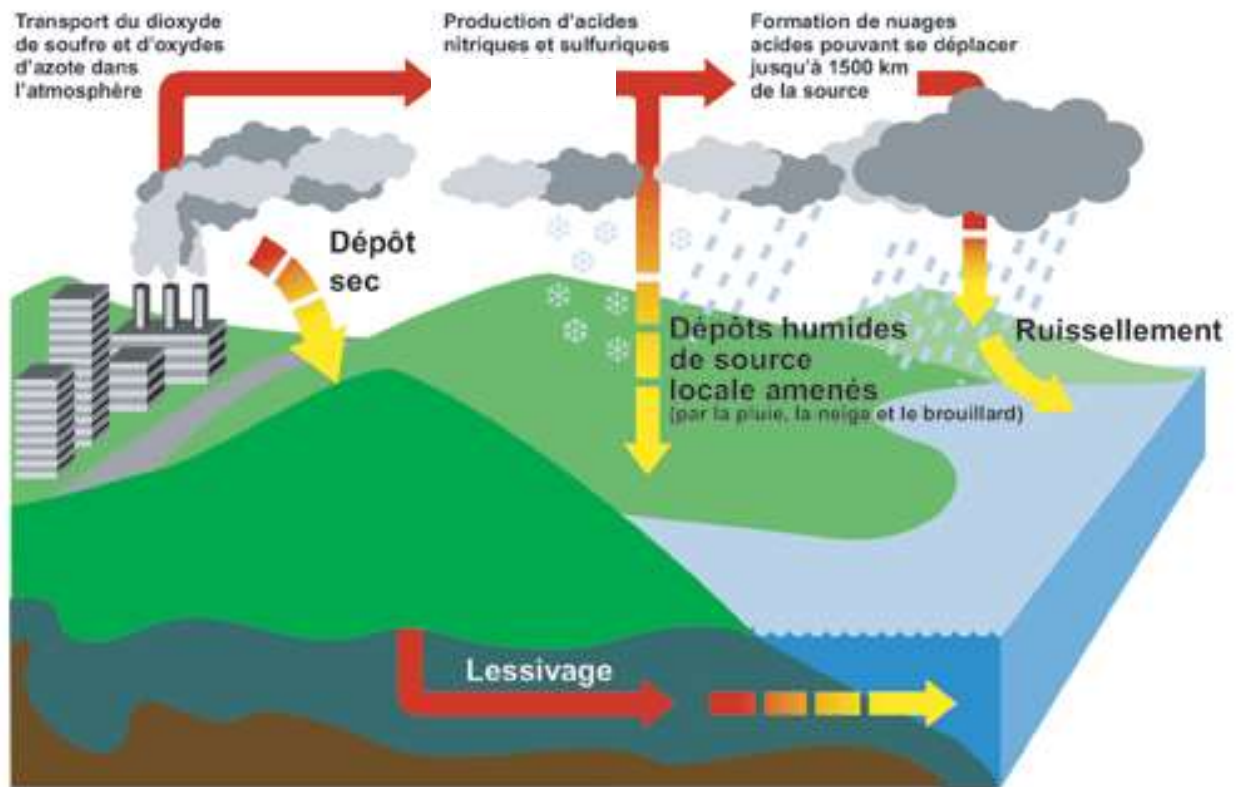 Transport du dioxyde
de soufre et d'oxydes
d'azote dans
l'atmosphère
Production d'acides
nitriques et sulfuriques
Formation de nuages
acides pouvant se déplacer
jusqu'à 1500 km
de la source
Dépôt
sec
Dépôts humides
de source
locale amenés
(par la pluie, la neige et le brouillard)
Ruissellement
Lessivage